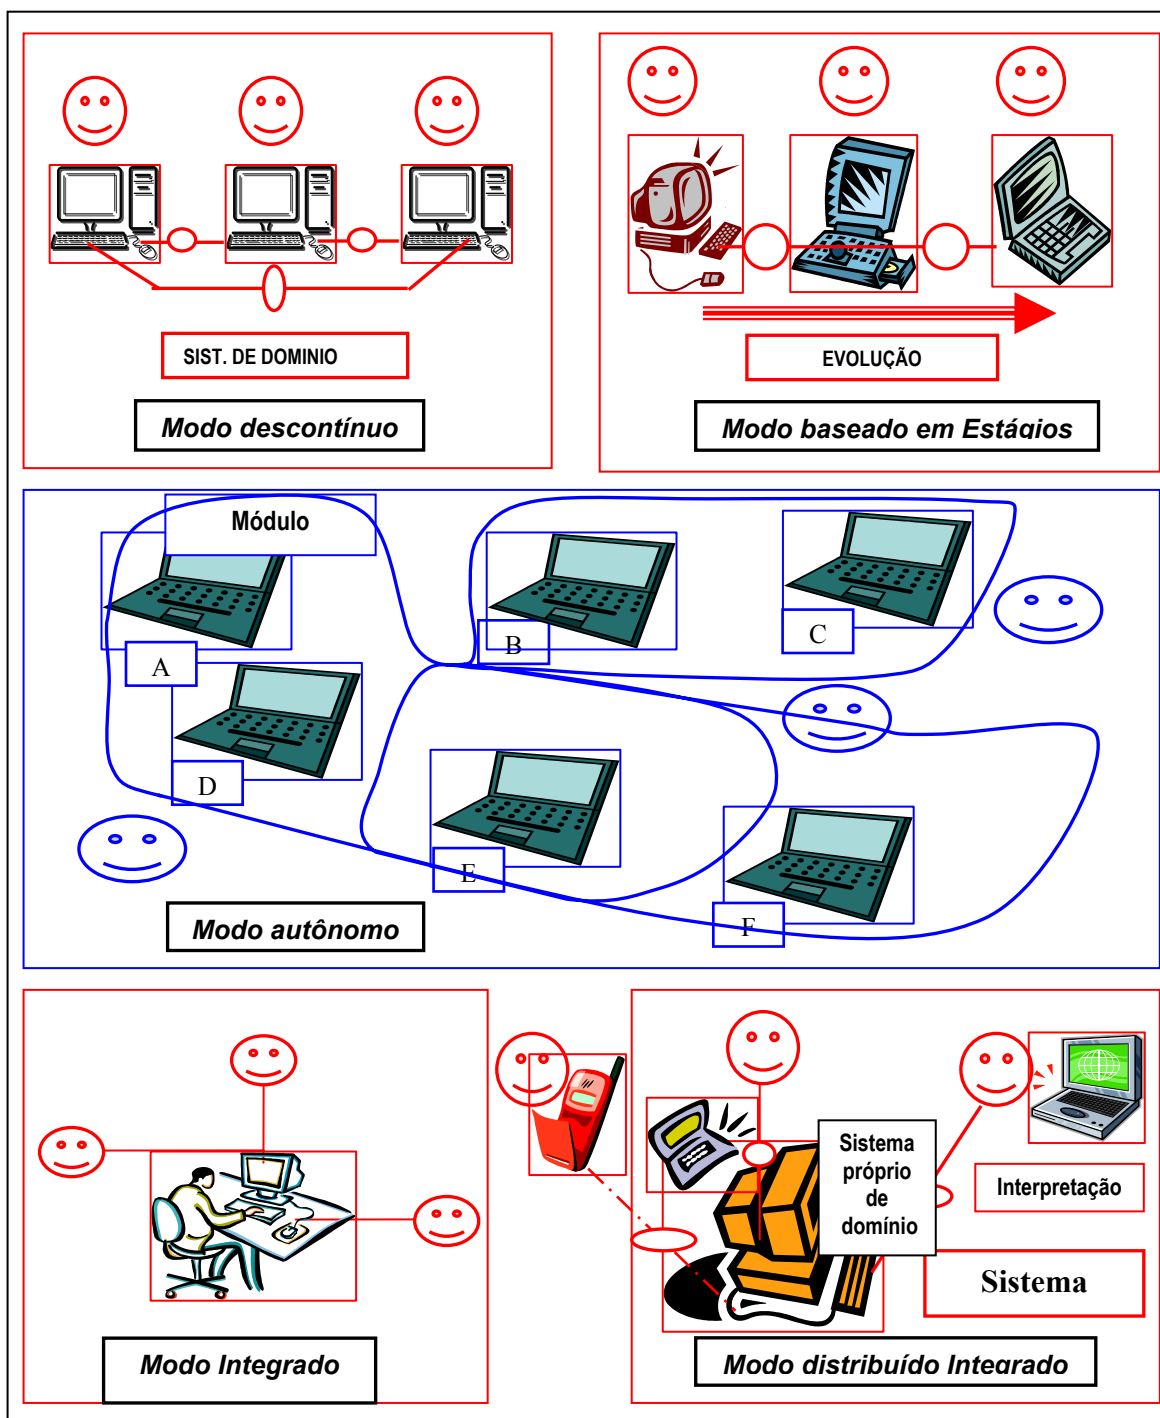 SIST. DE DOMINIO
Modo descontínuo
EVOLUÇÃO
Modo baseado em Estágios
Módulo
A
B
C
D
E
F
Modo autônomo
Modo Integrado
Sistema
próprio
de
domínio
Interpretação
Sistema
Modo distribuído Integrado